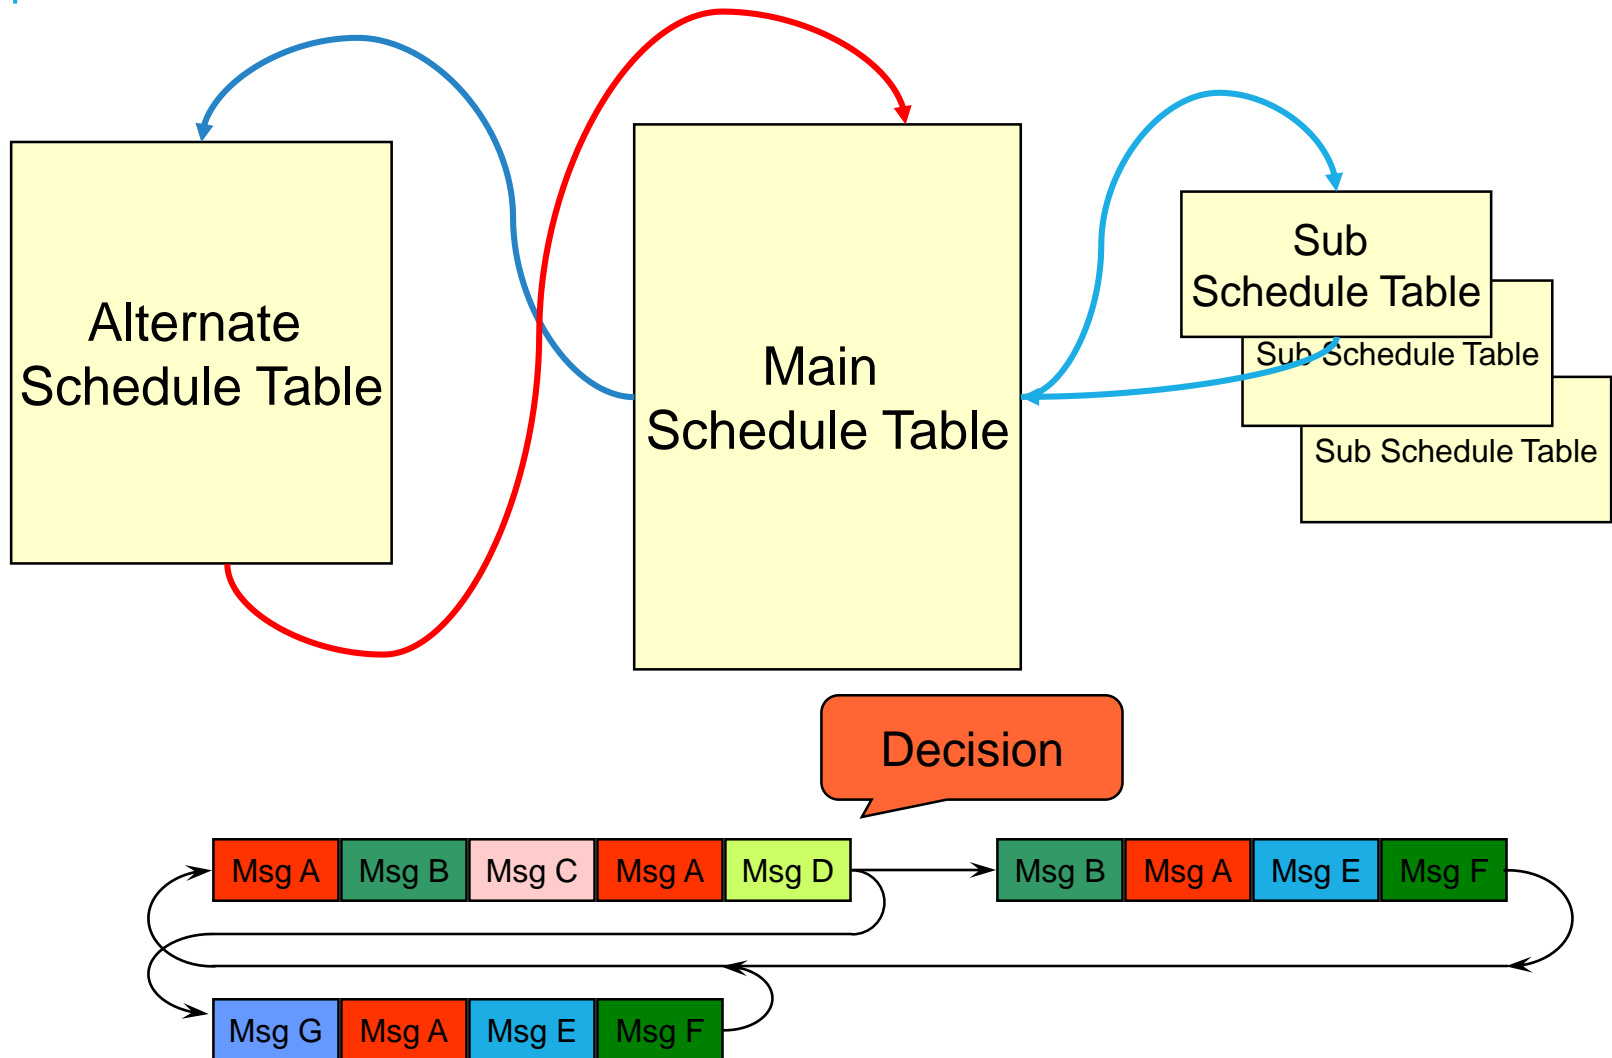 Alternate
Schedule Table
Main
Schedule Table
Sub
Schedule Table
Sub Schedule Table
Sub Schedule Table
Decision
Msg A Msg B Msg C Msg A Msg D Msg B Msg A Msg E Msg F
Msg G Msg A Msg E Msg F